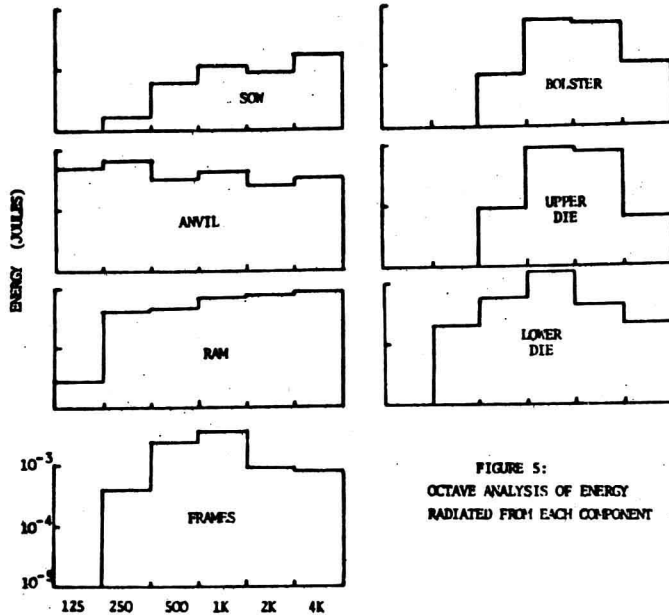 SOW
BOLSTER
ENERGY (JOULES)
ANVIL
UPPER
DIE
RAM
LOWER
DIE
10-3
10-4
10-5
FRAMES
125 250 500 1K 2K 4K
FIGURE 5:
OCTAVE ANALYSIS OF ENERGY
RADIATED FROM EACH COMPONENT